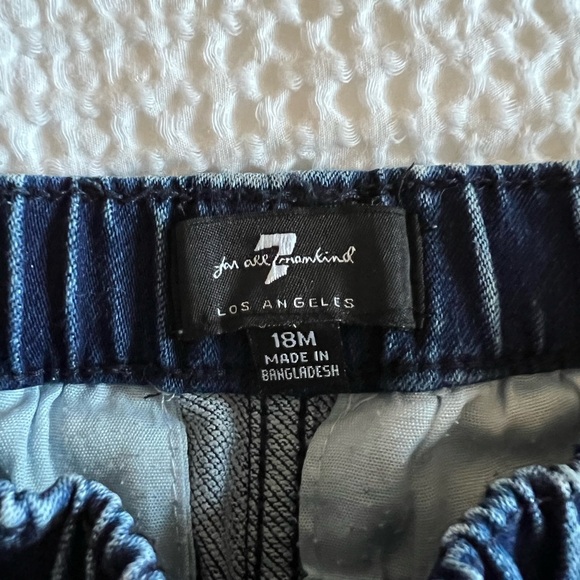 7
for all mankind
LOS ANGELES
18M
MADE IN
BANGLADESH